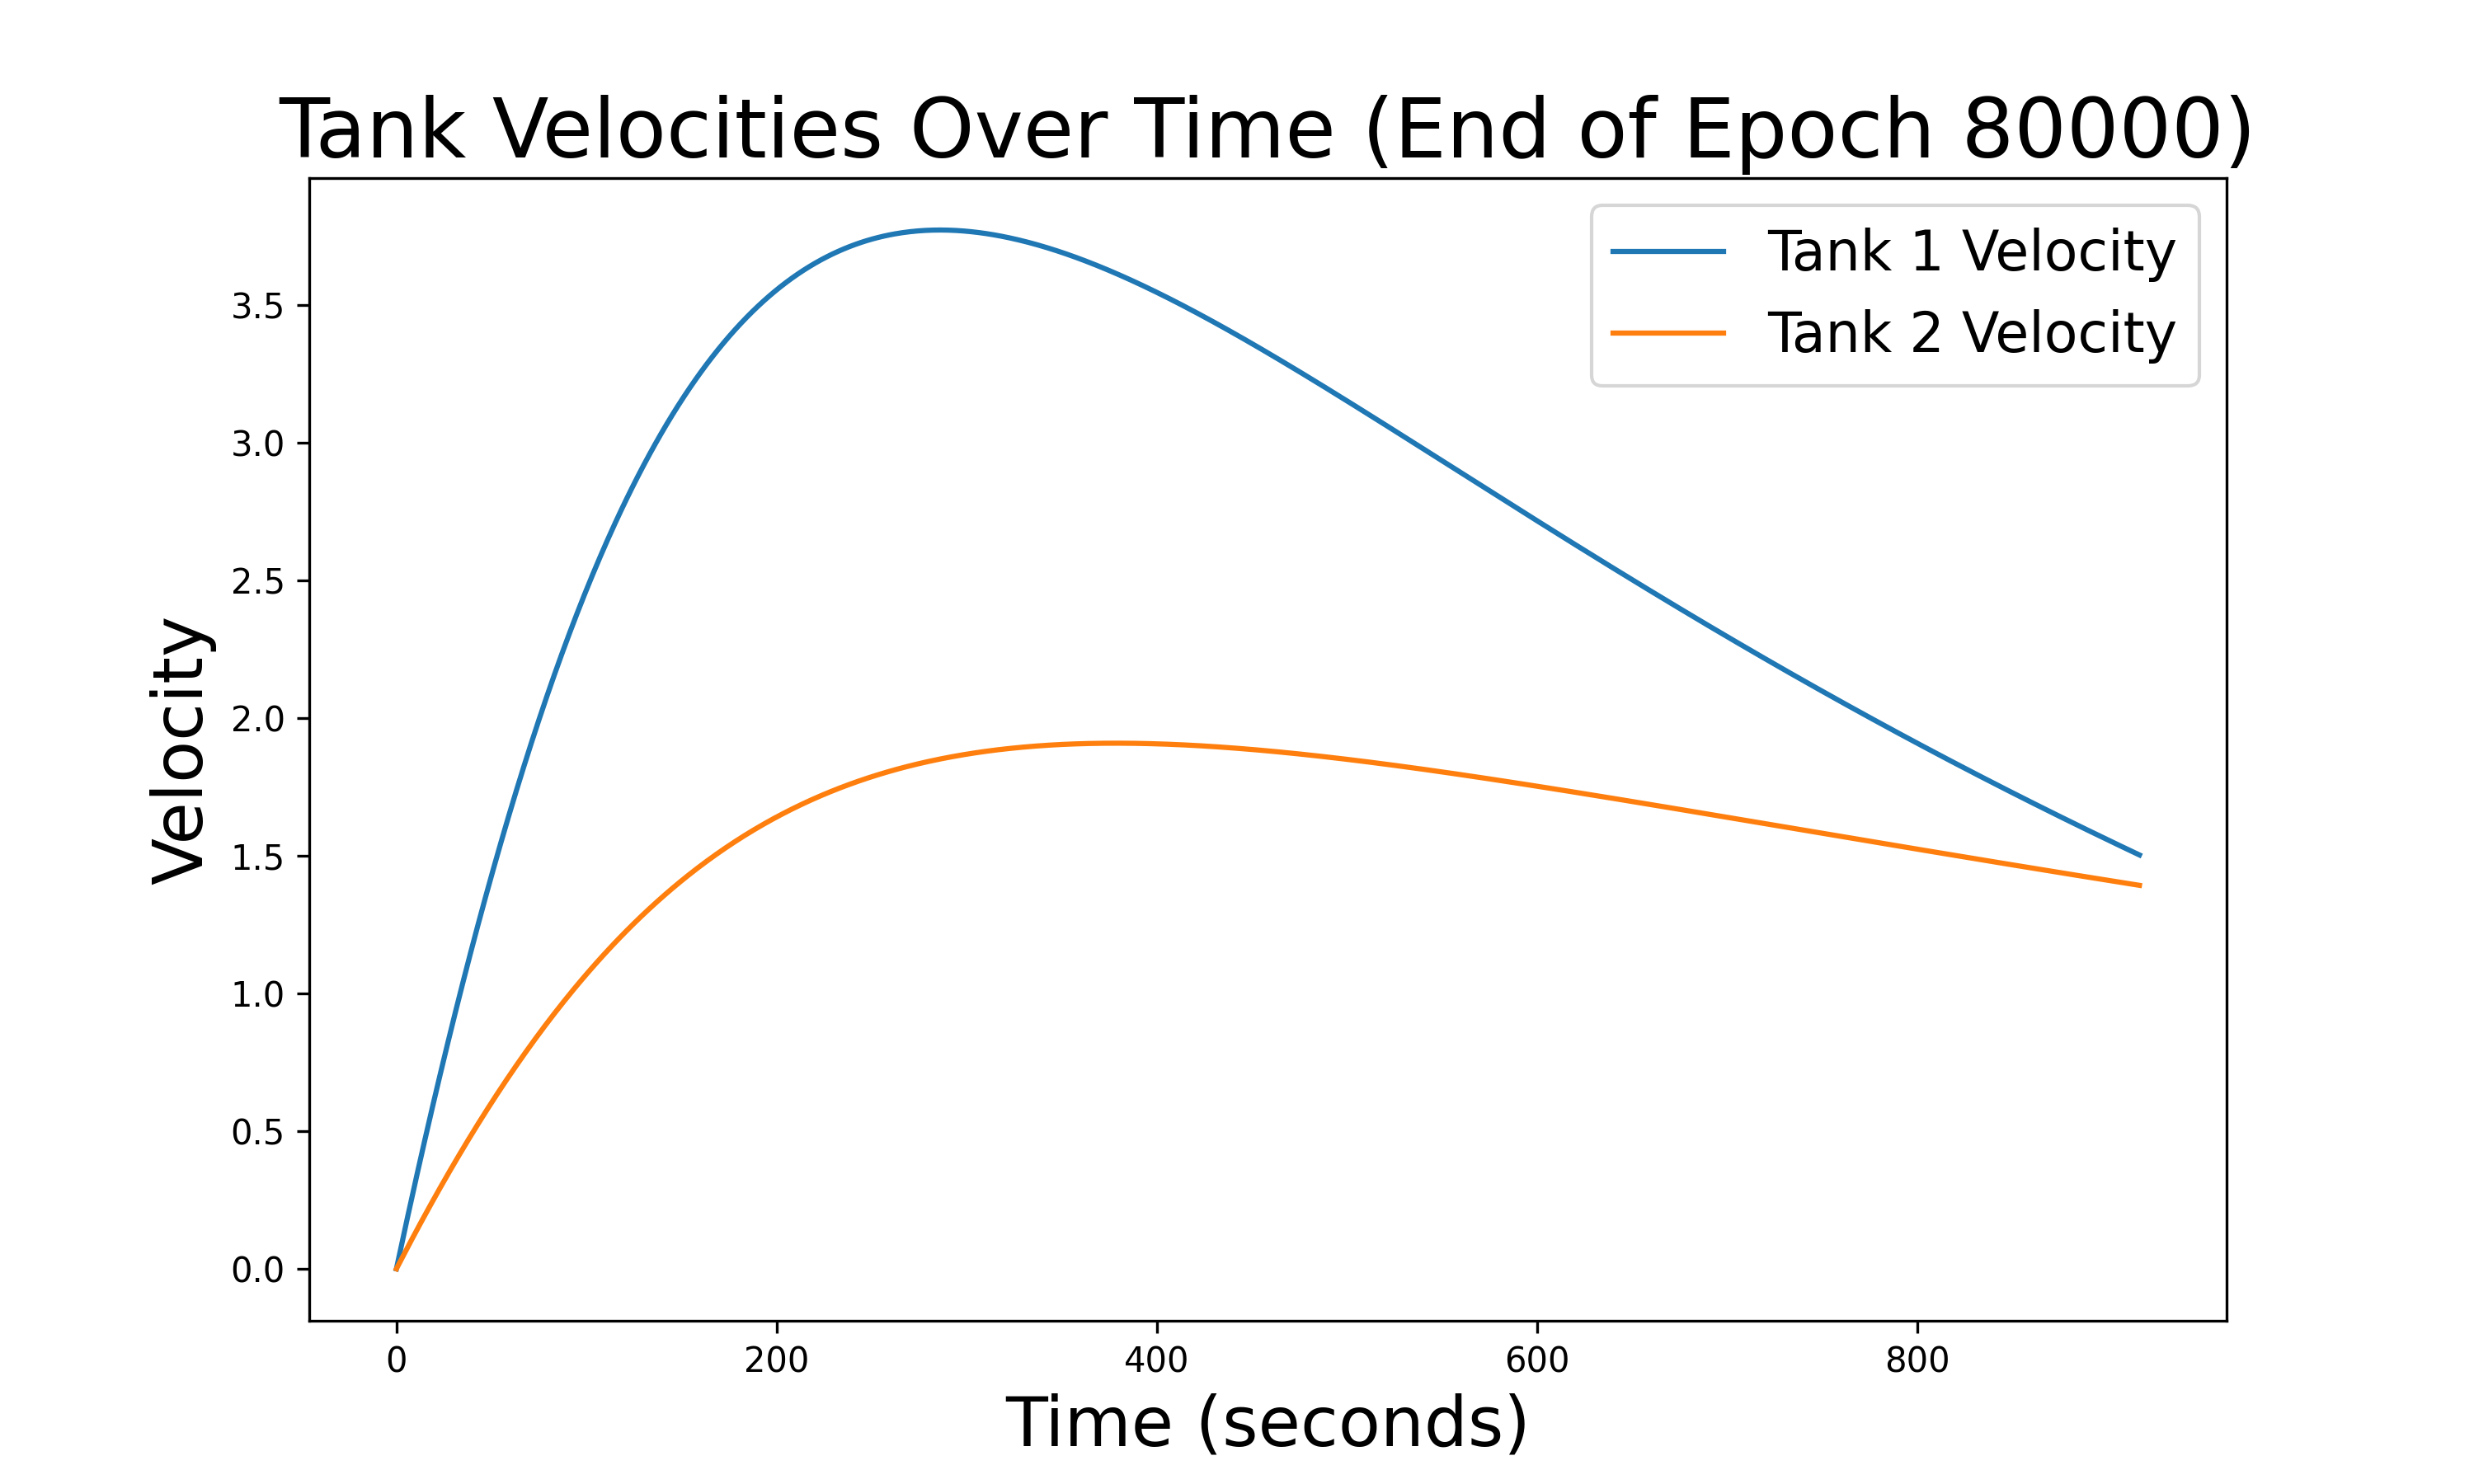 Tank Velocities Over Time (End of Epoch 80000)
Tank 1 Velocity
Tank 2 Velocity
Velocity
3.5
3.0
2.5
2.0
1.5
1.0
0.5
0.0
0 200 400 600 800
Time (seconds)